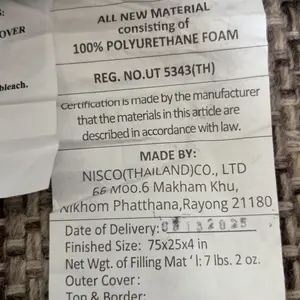 S:
OVER
bleach.
ALL NEW MATERIAL
consisting of
100% POLYURETHANE FOAM
REG. NO.UT 5343(TH)
Certification is made by the manufacturer
that the materials in this article are
described in accordance with law.
MADE BY:
NISCO(THAILAND)CO., LTD
66 Moo.6 Makham Khu,
Nikhom Phatthana,Rayong 21180
Date of Delivery:
Finished Size: 75x25x4 in
Net Wgt. of Filling Mat 'l: 7 lbs. 2 oz.
Outer Cover:
Top & Border: